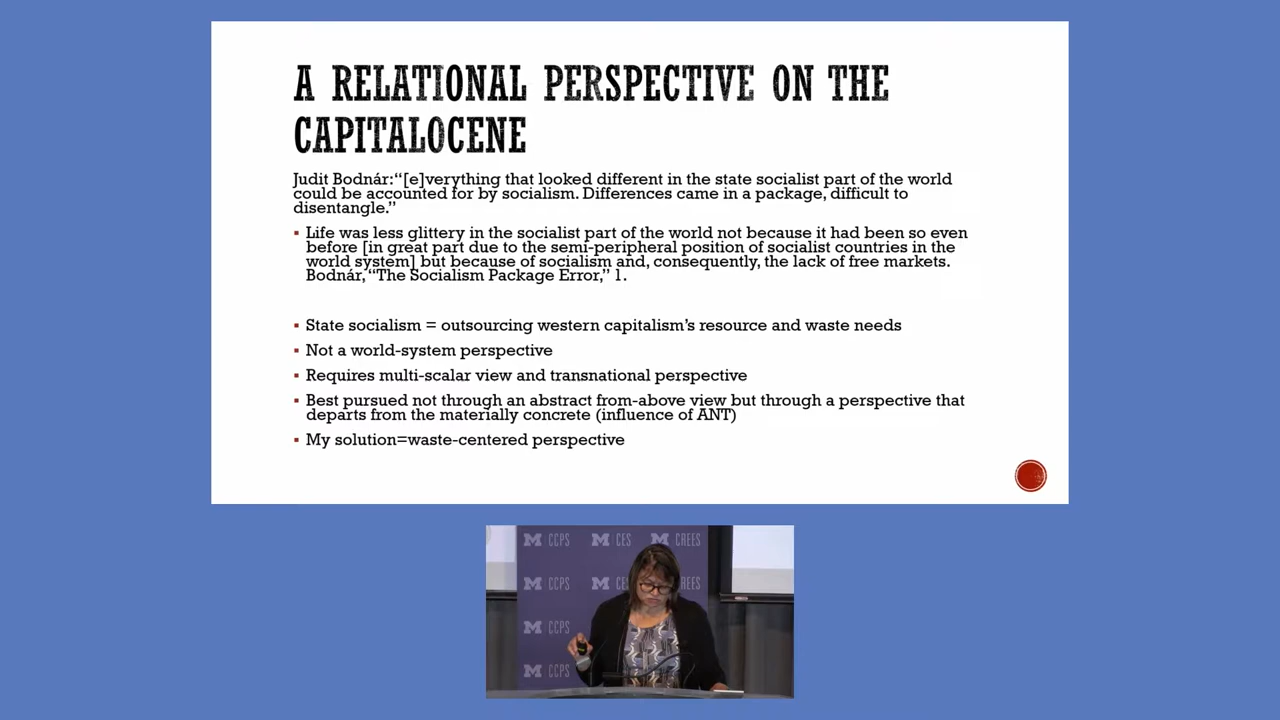 A RELATIONAL PERSPECTIVE ON THE
CAPITALOCENE
Judit Bodnár:“[e]verything that looked different in the state socialist part of the world
could be accounted for by socialism. Differences came in a package, difficult to
disentangle.”
▪ Life was less glittery in the socialist part of the world not because it had been so even
before [in great part due to the semi-peripheral position of socialist countries in the
world system] but because of socialism and, consequently, the lack of free markets.
Bodnár,“The Socialism Package Error,” 1.
▪ State socialism = outsourcing western capitalism’s resource and waste needs
▪ Not a world-system perspective
▪ Requires multi-scalar view and transnational perspective
▪ Best pursued not through an abstract from-above view but through a perspective that
departs from the materially concrete (influence of ANT)
▪ My solution=waste-centered perspective
M CCPS M CES M CREES
M CCPS M CES CREES
M CCPS
M CCPS